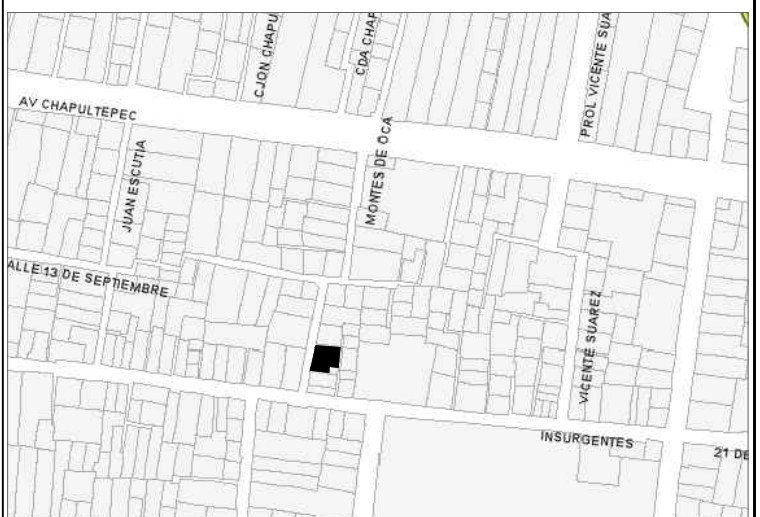 CJON CHAPU
CDA CHAP
PROL VICENTE SUA
AV CHAPULTEPEC
JUAN ESCUTIA
MONTES DE OCA
ALLE 13 DE SEPTIEMBRE
VICENTE SUAREZ
INSURGENTES
21 DE